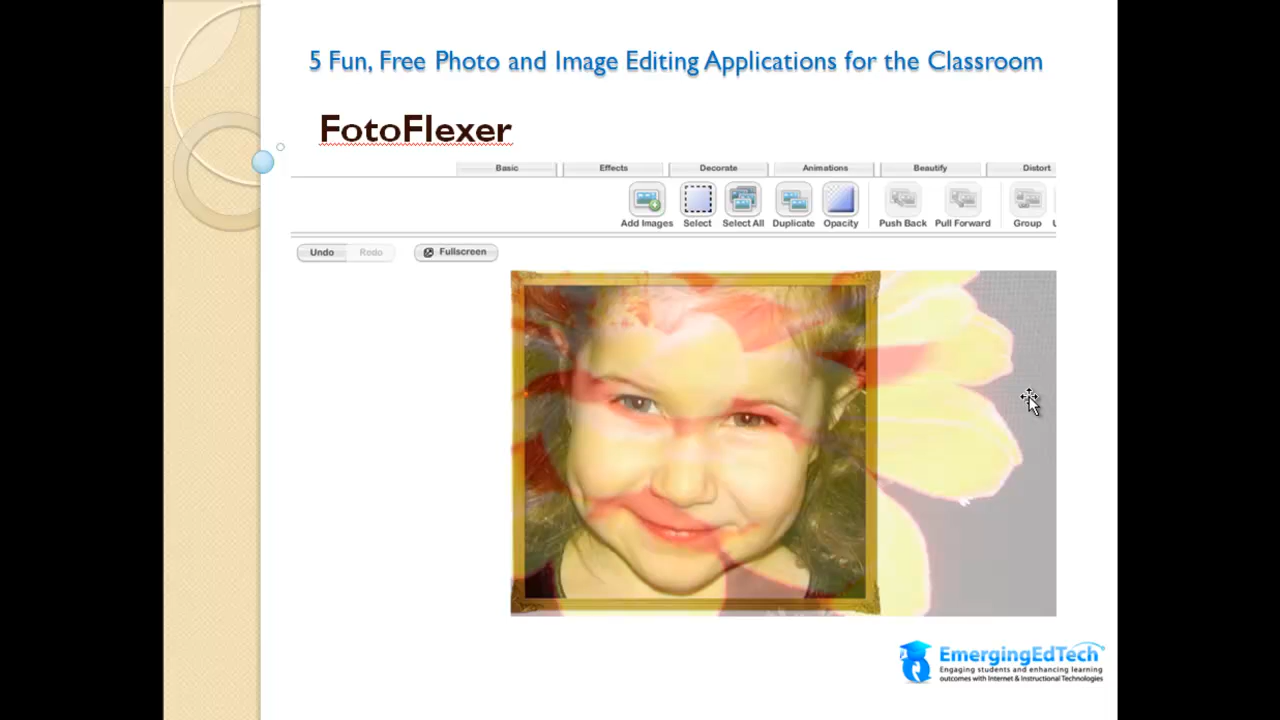 5 Fun, Free Photo and Image Editing Applications for the Classroom
FotoFlexer
Basic Effects Decorate Animations Beautify Distort
Add Images Select Select All Duplicate Opacity Push Back Pull Forward Group
Undo Redo Fullscreen
EmergingEdTech
Engaging students and enhancing learning
outcomes with Internet & Instructional Technologies